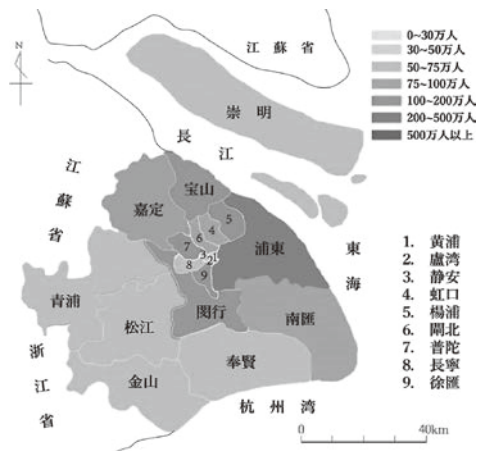 N
江蘇省
0~30万人
30~50万人
50~75万人
75~100万人
100~200万人
200~500万人
500万人以上
崇明
長江
江蘇省
宝山
嘉定
5
4
6
7
3
1
2
8
9
浦東
東海
青浦
松江
閔行
南匯
奉賢
金山
浙江省
杭州湾
1. 黄浦
2. 盧湾
3. 静安
4. 虹口
5. 楊浦
6. 閘北
7. 普陀
8. 長寧
9. 徐匯
0 40km